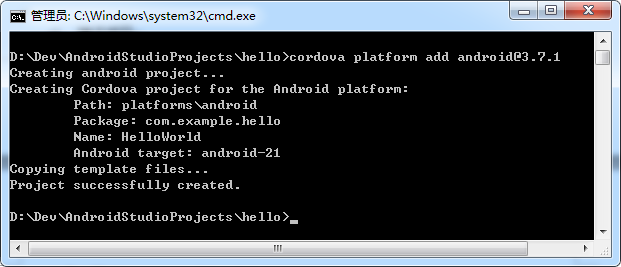 管理员: C:\Windows\system32\cmd.exe
D:\Dev\AndroidStudioProjects\hello>cordova platform add android@3.7.1
Creating android project...
Creating Cordova project for the Android platform:
        Path: platforms\android
        Package: com.example.hello
        Name: HelloWorld
        Android target: android-21
Copying template files...
Project successfully created.
D:\Dev\AndroidStudioProjects\hello>_